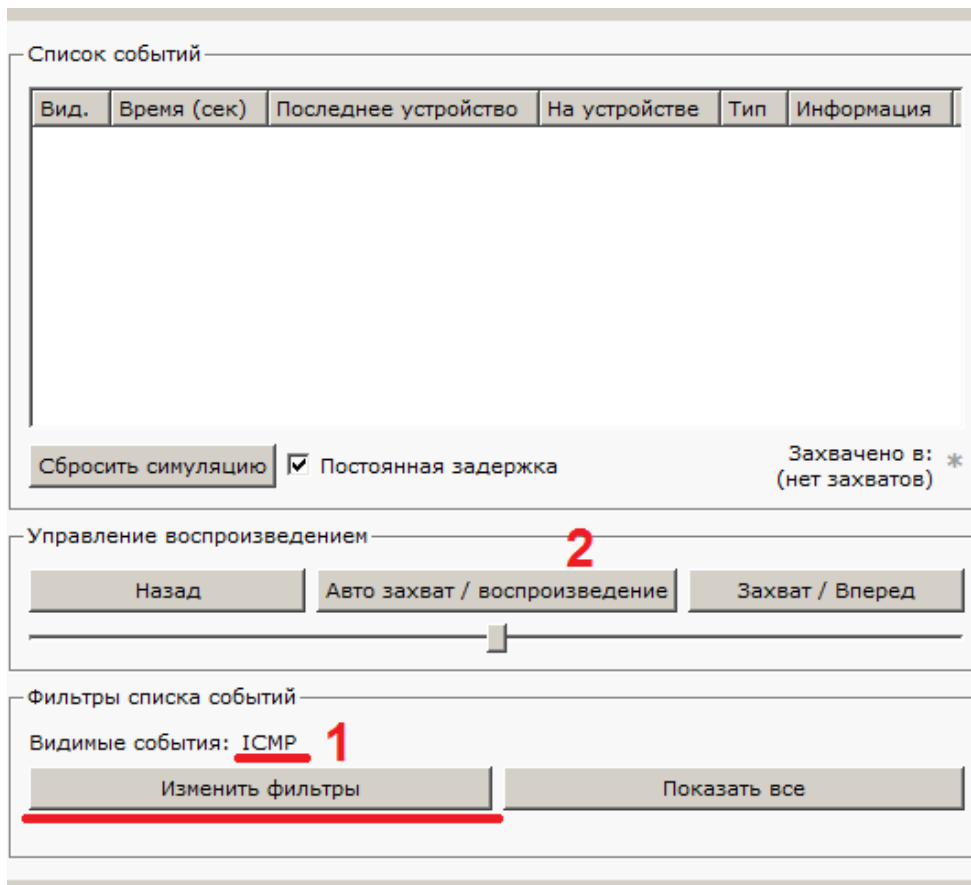 Список событий
Вид. Время (сек) Последнее устройство На устройстве Тип Информация
Сбросить симуляцию Постоянная задержка Захвачено в: *
(нет захватов)
Управление воспроизведением
2
Назад Авто захват / воспроизведение Захват / Вперед
Фильтры списка событий
Видимые события: ICMP 1
Изменить фильтры Показать все